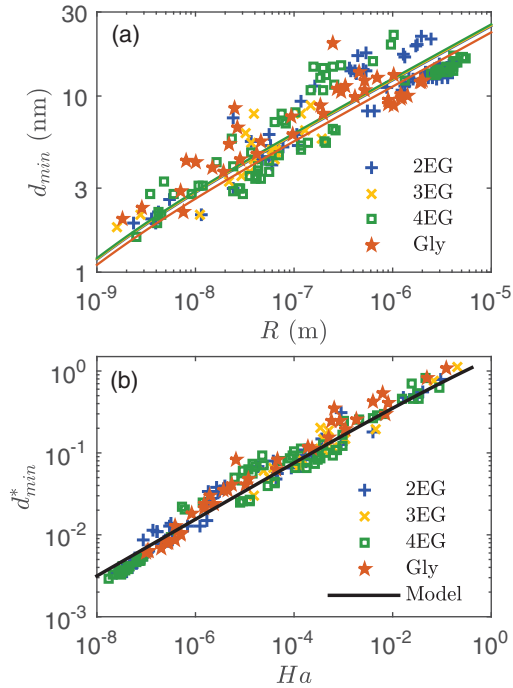 (a)
30
10
3
1
d_min (nm)
2EG
3EG
4EG
Gly
10^-9 10^-8 10^-7 10^-6 10^-5
R (m)
(b)
10^0
10^-1
10^-2
10^-3
d*_min
2EG
3EG
4EG
Gly
Model
10^-8 10^-6 10^-4 10^-2 10^0
Ha